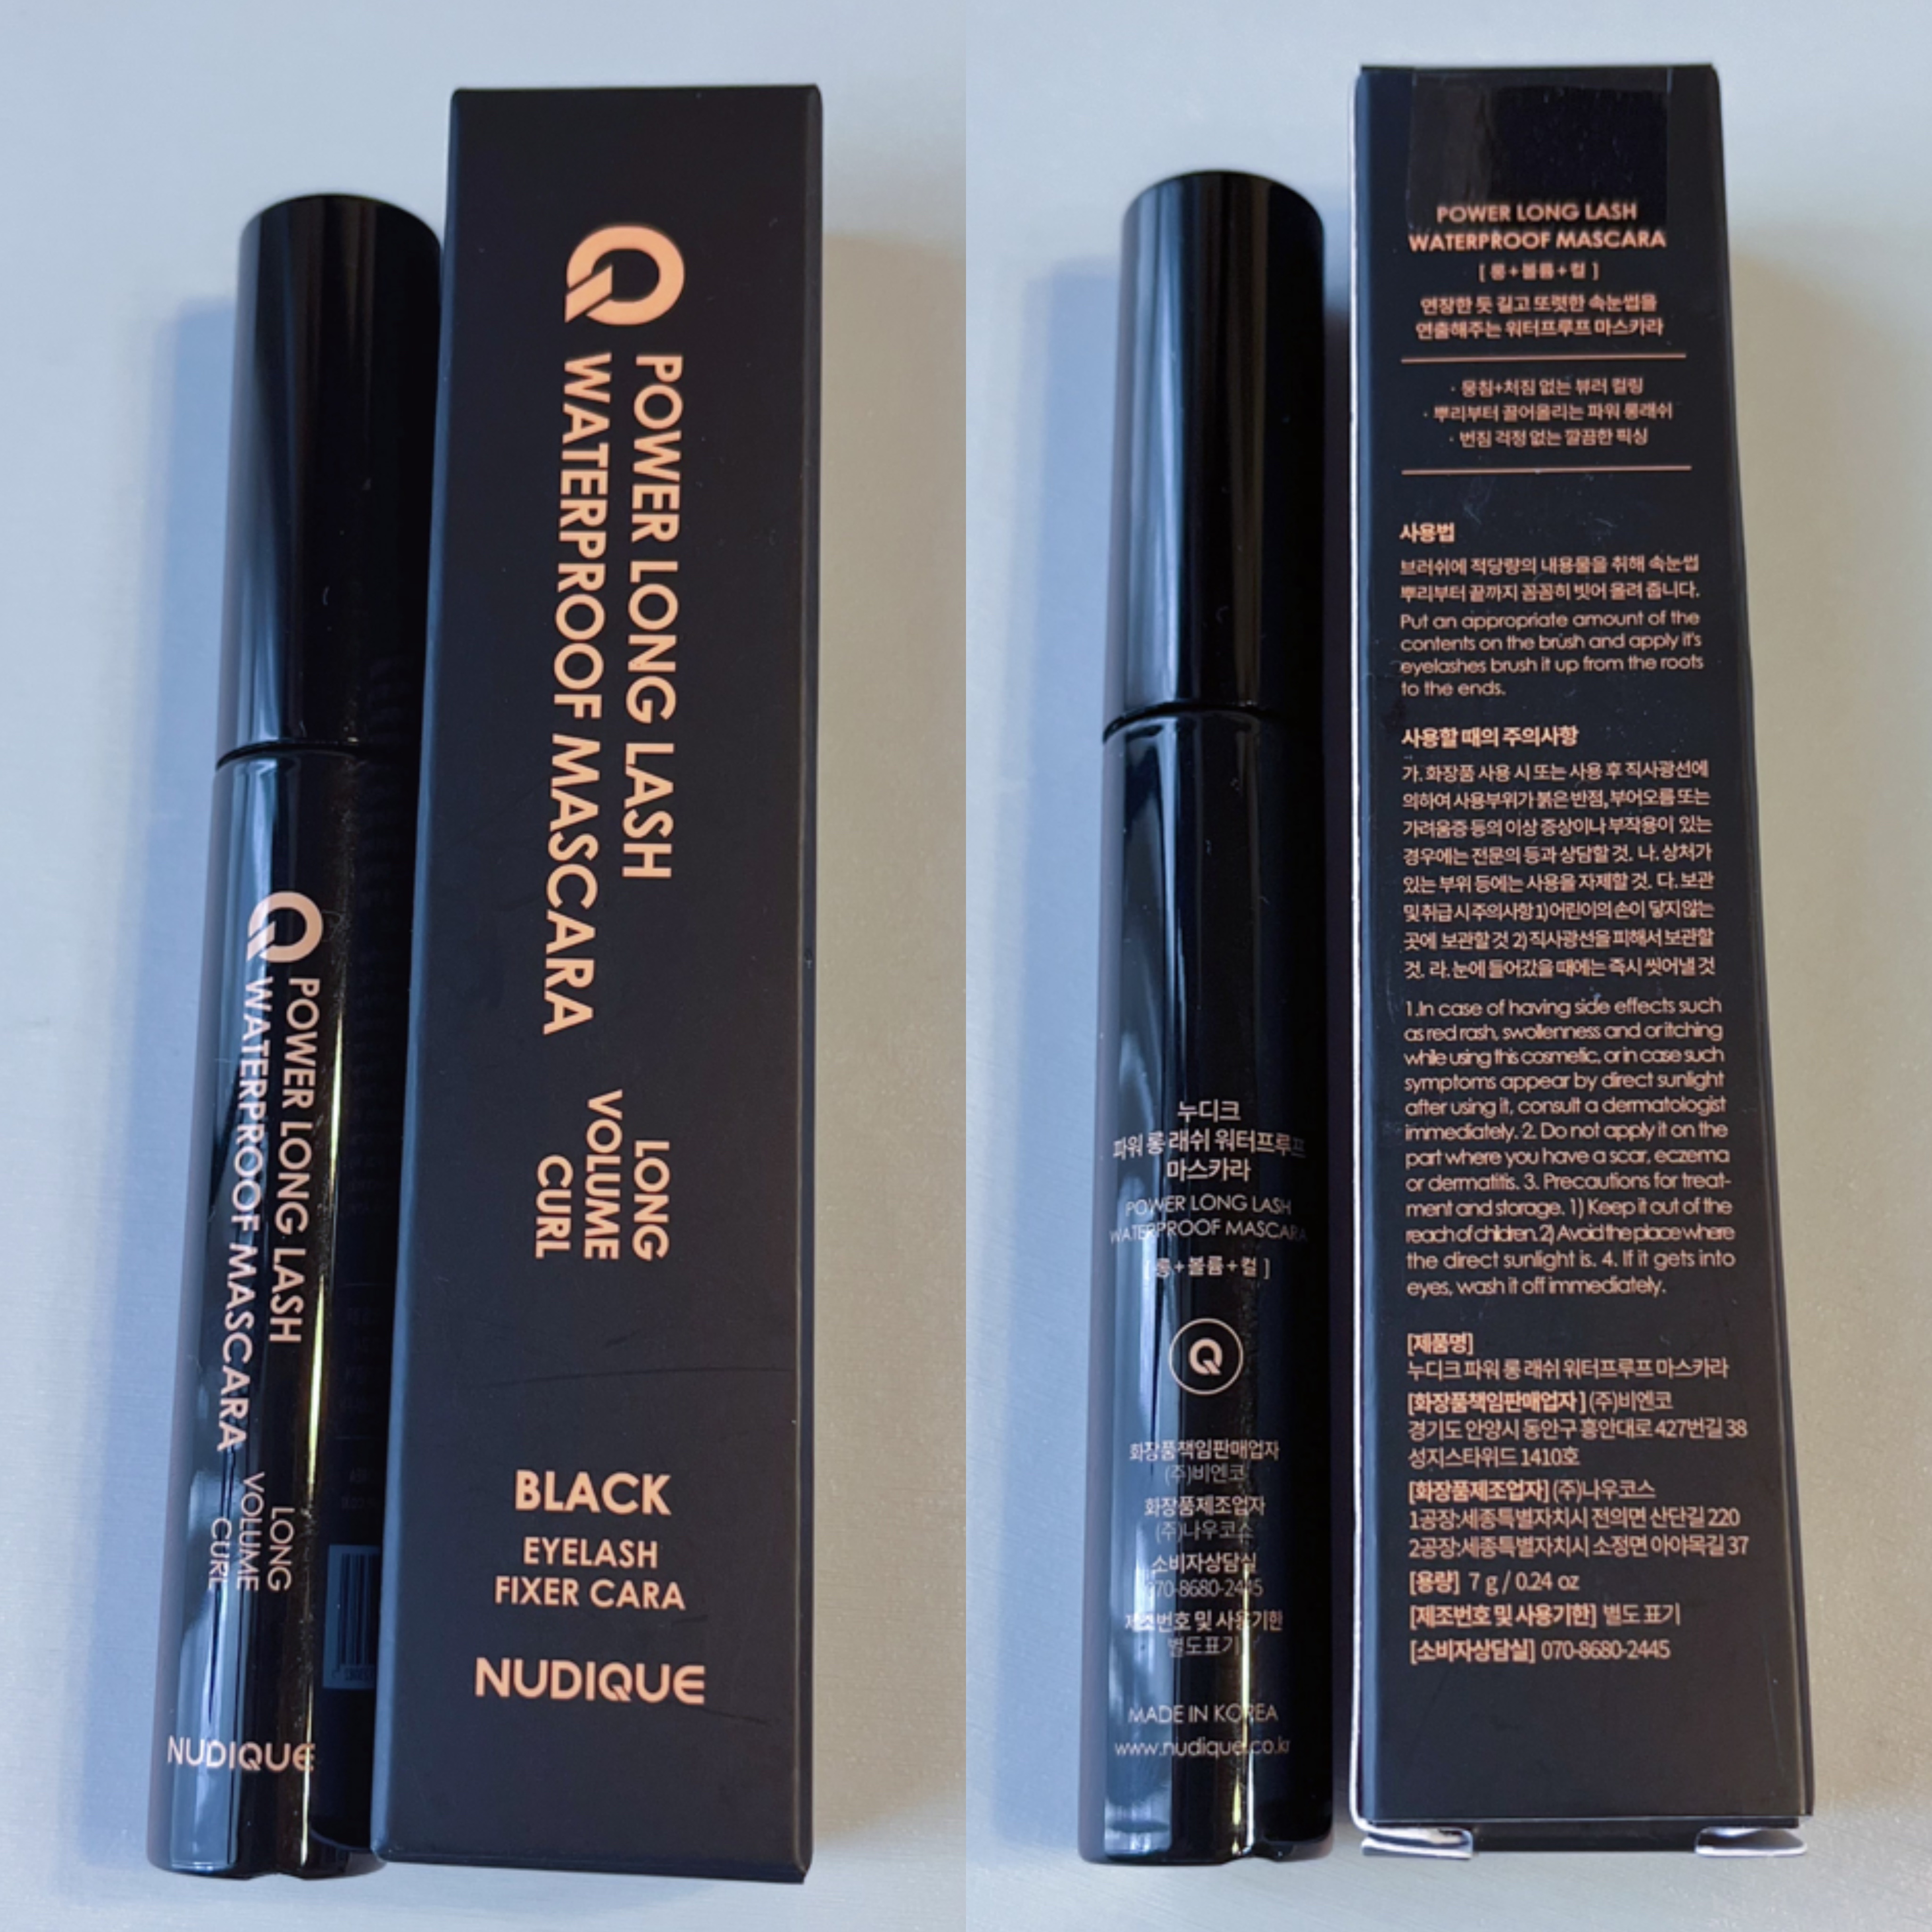 POWER LONG LASH
WATERPROOF MASCARA
LONG
VOLUME
CURL
NUDIQUE
POWER LONG LASH
WATERPROOF MASCARA
LONG
VOLUME
CURL
BLACK
EYELASH
FIXER CARA
NUDIQUE
누디크
파워 롱 래쉬 워터프루프
마스카라
POWER LONG LASH
WATERPROOF MASCARA
[롱+볼륨+컬 ]
Q
화장품책임판매업자
(주)비엔코
화장품제조업자
(주)나우코스
소비자상담실
070-8680-2445
제조번호 및 사용기한
별도표기
MADE IN KOREA
www.nudique.co.kr
POWER LONG LASH
WATERPROOF MASCARA
[ 롱+볼륨+컬 ]
연장한 듯 길고 또렷한 속눈썹을
연출해주는 워터프루프 마스카라
· 뭉침+처짐 없는 뷰러 컬링
· 뿌리부터 끌어올리는 파워 롱래쉬
· 번짐 걱정 없는 깔끔한 픽싱
사용법
브러쉬에 적당량의 내용물을 취해 속눈썹
뿌리부터 끝까지 꼼꼼히 빗어 올려 줍니다.
Put an appropriate amount of the
contents on the brush and apply it's
eyelashes brush it up from the roots
to the ends.
사용할 때의 주의사항
가. 화장품 사용 시 또는 사용 후 직사광선에
의하여 사용부위가 붉은 반점, 부어오름 또는
가려움증 등의 이상 증상이나 부작용이 있는
경우에는 전문의 등과 상담할 것. 나. 상처가
있는 부위 등에는 사용을 자제할 것. 다. 보관
및 취급 시 주의사항 1)어린이의 손이 닿지 않는
곳에 보관할 것 2) 직사광선을 피해서 보관할
것. 라. 눈에 들어갔을 때에는 즉시 씻어낼 것
1.In case of having side effects such
as red rash, swollenness and or itching
while using this cosmetic, or in case such
symptoms appear by direct sunlight
after using it, consult a dermatologist
immediately. 2. Do not apply it on the
part where you have a scar, eczema
or dermatitis. 3. Precautions for treat-
ment and storage. 1) Keep it out of the
reach of children. 2) Avoid the place where
the direct sunlight is. 4. If it gets into
eyes, wash it off immediately.
[제품명]
누디크 파워 롱 래쉬 워터프루프 마스카라
[화장품책임판매업자] (주)비엔코
경기도 안양시 동안구 흥안대로 427번길 38
성지스타위드 1410호
[화장품제조업자] (주)나우코스
1공장:세종특별자치시 전의면 산단길 220
2공장:세종특별자치시 소정면 아야목길 37
[용량] 7 g / 0.24 oz
[제조번호 및 사용기한] 별도 표기
[소비자상담실] 070-8680-2445